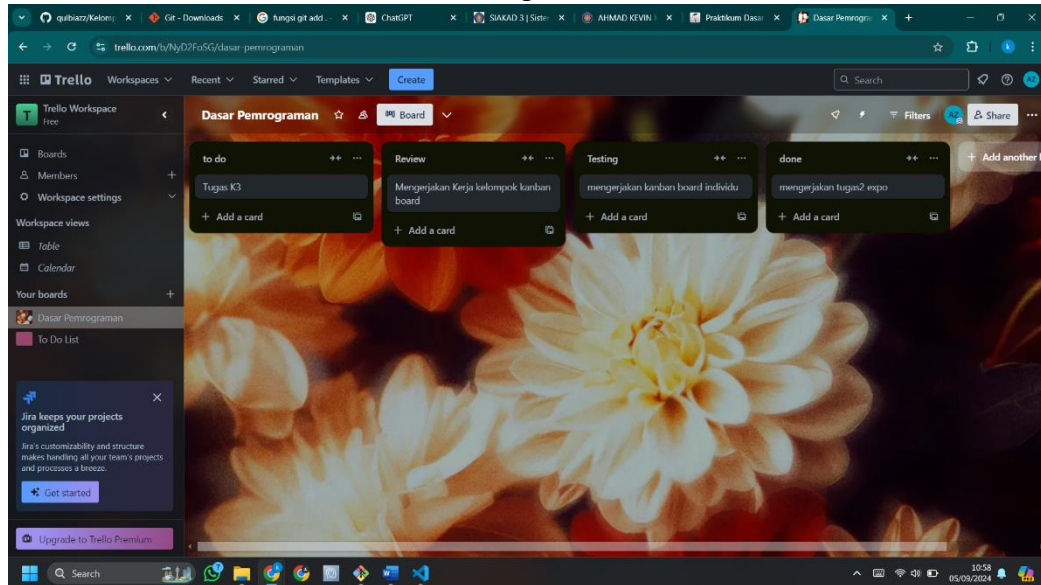 qulbiazz/Kelomp
Git - Downloads
fungsi git add . -
ChatGPT
SIAKAD 3 | Sister
AHMAD KEVIN
Praktikum Dasar
Dasar Pemrogra
trello.com/b/NyD2FoSG/dasar-pemrograman
Trello
Workspaces
Recent
Starred
Templates
Create
Search
AZ
T
Trello Workspace
Free
Dasar Pemrograman
Board
Filters
AZ
Share
Boards
Members
Workspace settings
Workspace views
Table
Calendar
Your boards
Dasar Pemrograman
To Do List
to do
Tugas K3
+ Add a card
Review
Mengerjakan Kerja kelompok kanban
board
+ Add a card
Testing
mengerjakan kanban board individu
+ Add a card
done
mengerjakan tugas2 expo
+ Add a card
+ Add another
Jira keeps your projects
organized
Jira's customizability and structure
makes handling all your team's projects
and processes a breeze.
Get started
Upgrade to Trello Premium
Search
10:58
05/09/2024